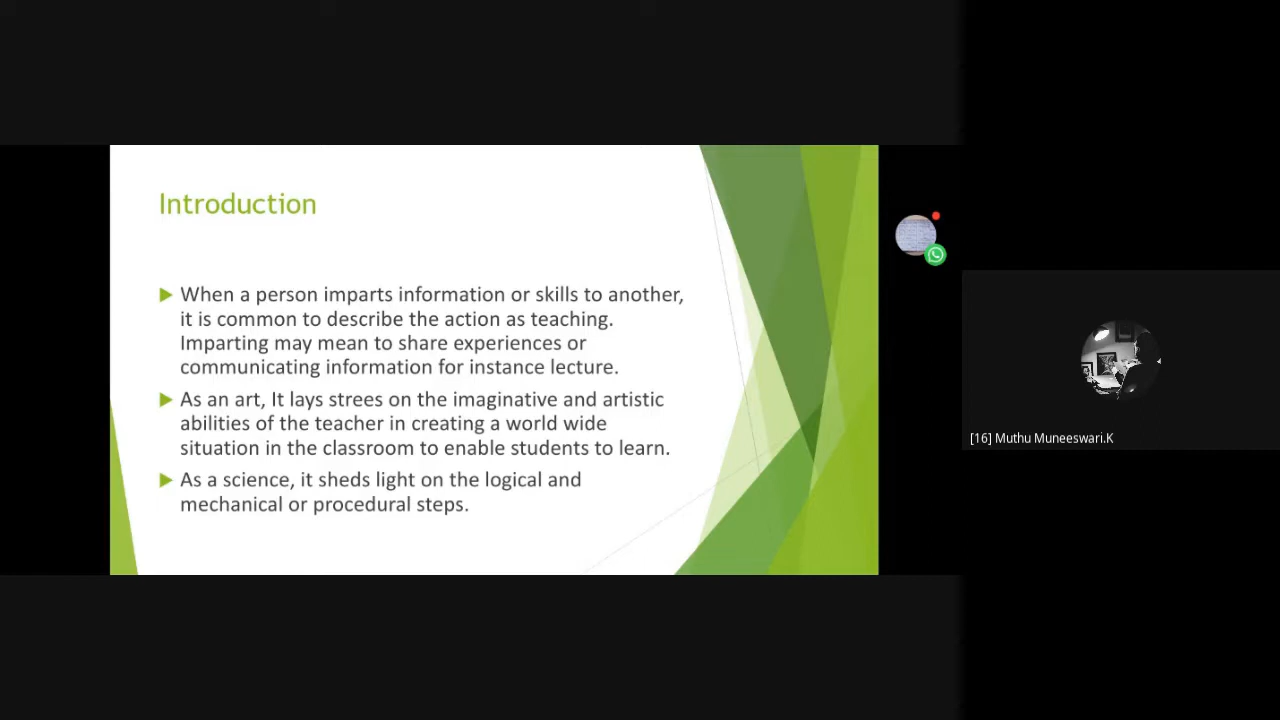 Introduction
When a person imparts information or skills to another,
it is common to describe the action as teaching.
Imparting may mean to share experiences or
communicating information for instance lecture.
As an art, It lays strees on the imaginative and artistic
abilities of the teacher in creating a world wide
situation in the classroom to enable students to learn.
As a science, it sheds light on the logical and
mechanical or procedural steps.
[16] Muthu Muneeswari.K